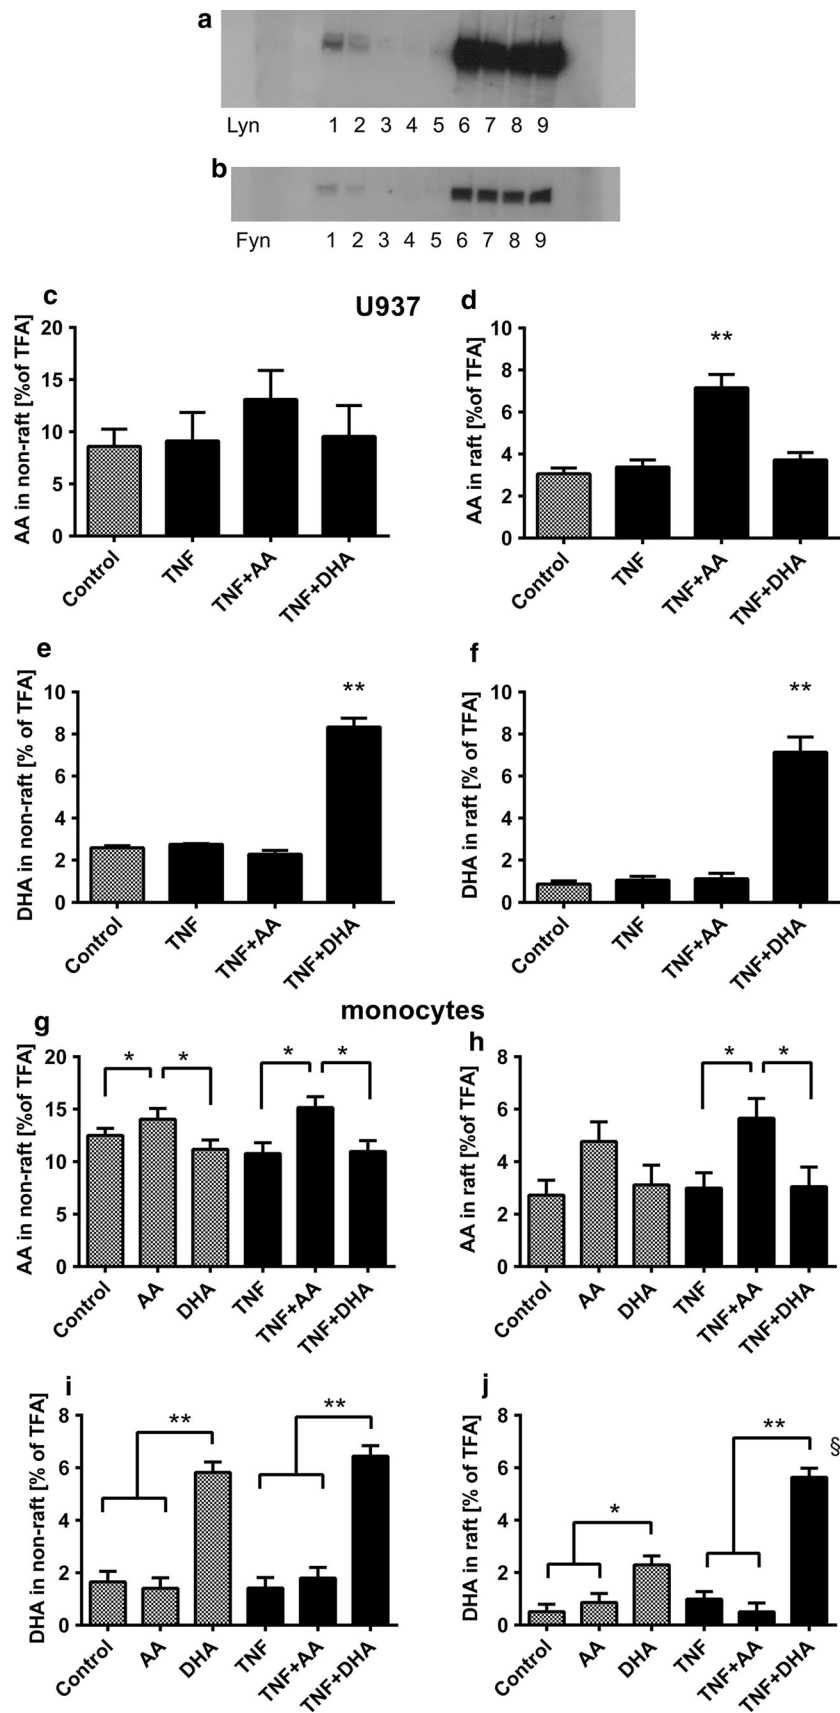 a
Lyn 1 2 3 4 5 6 7 8 9
b
Fyn 1 2 3 4 5 6 7 8 9
U937
c
AA in non-raft [%of TFA]
20
15
10
5
0
Control TNF TNF+AA TNF+DHA
d
AA in raft [%of TFA]
10
8
6
4
2
0
**
Control TNF TNF+AA TNF+DHA
e
DHA in non-raft [% of TFA]
10
8
6
4
2
0
**
Control TNF TNF+AA TNF+DHA
f
DHA in raft [% of TFA]
10
8
6
4
2
0
**
Control TNF TNF+AA TNF+DHA
monocytes
g
AA in non-raft [%of TFA]
20
15
10
5
0
* * * *
Control AA DHA TNF TNF+AA TNF+DHA
h
AA in raft [%of TFA]
8
6
4
2
0
* *
Control AA DHA TNF TNF+AA TNF+DHA
i
DHA in non-raft [% of TFA]
8
6
4
2
0
** **
Control AA DHA TNF TNF+AA TNF+DHA
j
DHA in raft [% of TFA]
8
6
4
2
0
* ** §
Control AA DHA TNF TNF+AA TNF+DHA